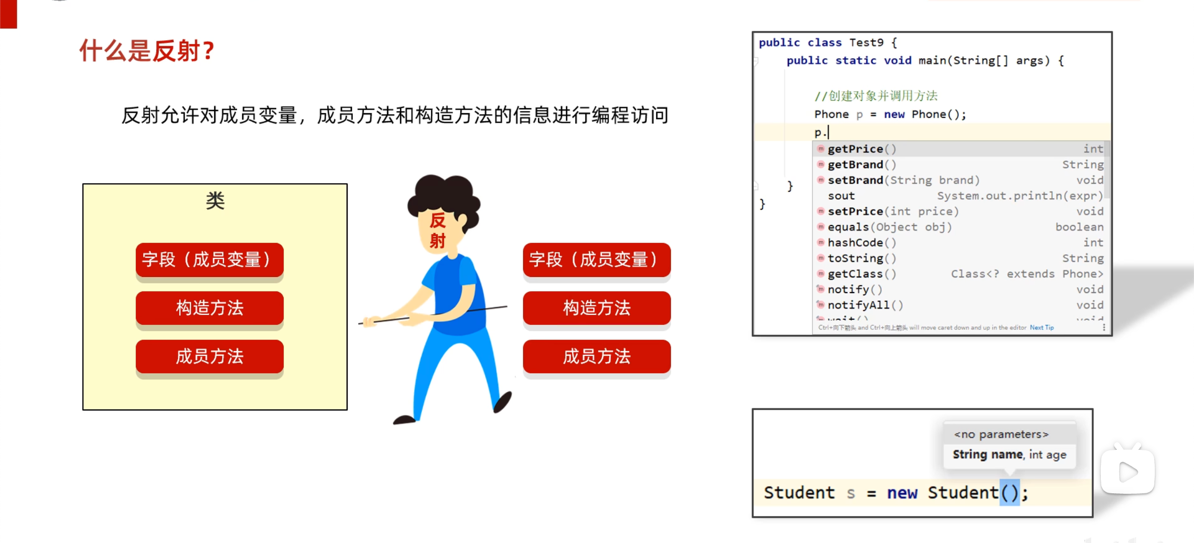 什么是反射？
反射允许对成员变量，成员方法和构造方法的信息进行编程访问
类
字段（成员变量）
构造方法
成员方法
反
射
字段（成员变量）
构造方法
成员方法
public class Test9 {
public static void main(String[] args) {
//创建对象并调用方法
Phone p = new Phone();
p.
getPrice() int
getBrand() String
setBrand(String brand) void
sout System.out.println(expr)
setPrice(int price) void
equals(Object obj) boolean
hashCode() int
toString() String
getClass() Class<? extends Phone>
notify() void
notifyAll() void
wait() void
Ctrl+向下箭头 and Ctrl+向上箭头 will move caret down and up in the editor Next Tip
}
}
<no parameters>
String name, int age
Student s = new Student();